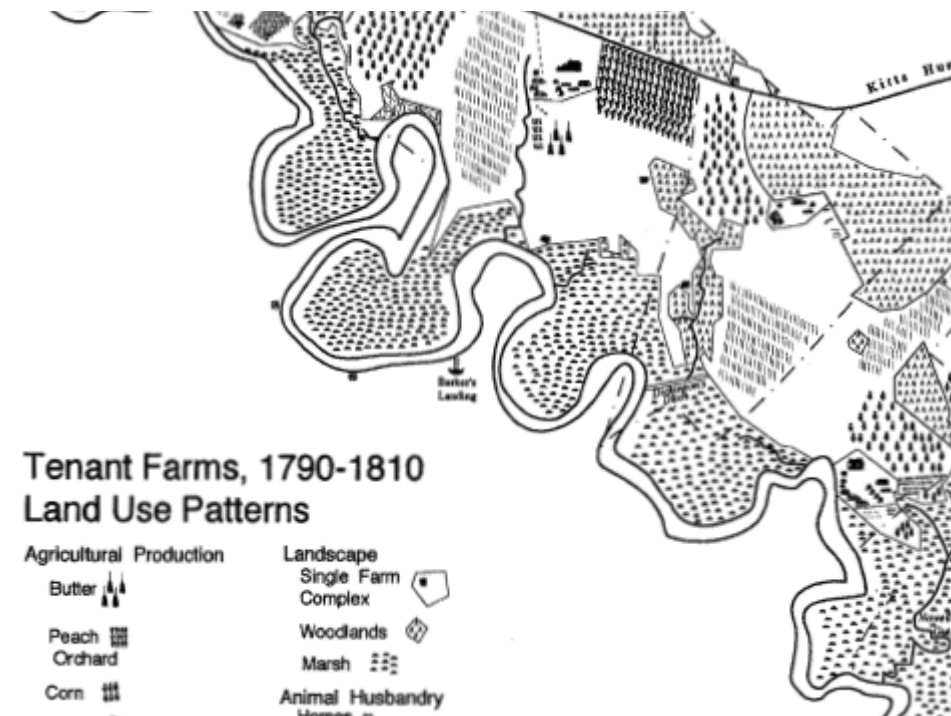 Kitts Hu
Barker's
Landing
Tenant Farms, 1790-1810
Land Use Patterns
Agricultural Production
Butter
Peach
Orchard
Corn
Landscape
Single Farm
Complex
Woodlands
Marsh
Animal Husbandry
Horses